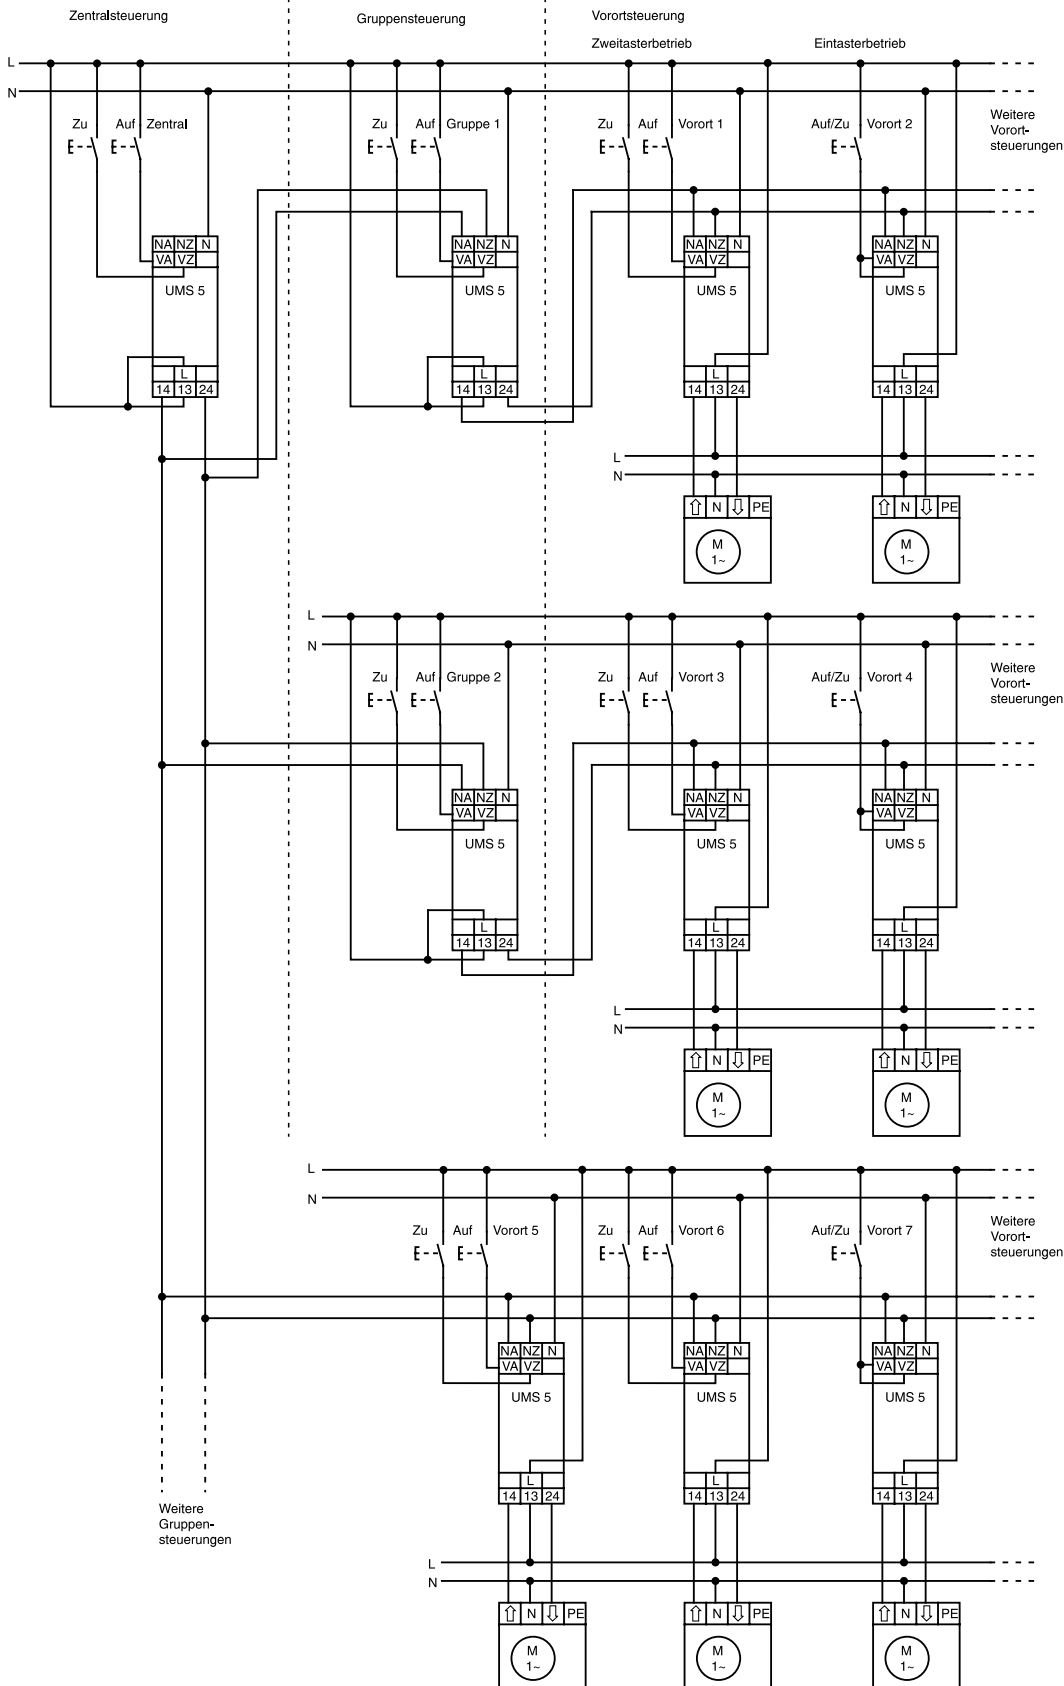 Zentralsteuerung
Gruppensteuerung
Vorortsteuerung
Zweitasterbetrieb
Eintasterbetrieb
L
N
Zu Auf Zentral
Zu Auf Gruppe 1
Zu Auf Vorort 1
Auf/Zu Vorort 2
Weitere
Vorort-
steuerungen
NA NZ N
VA VZ
UMS 5
L
14 13 24
NA NZ N
VA VZ
UMS 5
L
14 13 24
NA NZ N
VA VZ
UMS 5
L
14 13 24
NA NZ N
VA VZ
UMS 5
L
14 13 24
L
N
N PE
M
1~
N PE
M
1~
L
N
Zu Auf Gruppe 2
Zu Auf Vorort 3
Auf/Zu Vorort 4
Weitere
Vorort-
steuerungen
NA NZ N
VA VZ
UMS 5
L
14 13 24
NA NZ N
VA VZ
UMS 5
L
14 13 24
NA NZ N
VA VZ
UMS 5
L
14 13 24
L
N
N PE
M
1~
N PE
M
1~
L
N
Zu Auf Vorort 5
Zu Auf Vorort 6
Auf/Zu Vorort 7
Weitere
Vorort-
steuerungen
NA NZ N
VA VZ
UMS 5
L
14 13 24
NA NZ N
VA VZ
UMS 5
L
14 13 24
NA NZ N
VA VZ
UMS 5
L
14 13 24
Weitere
Gruppen-
steuerungen
L
N
N PE
M
1~
N PE
M
1~
N PE
M
1~